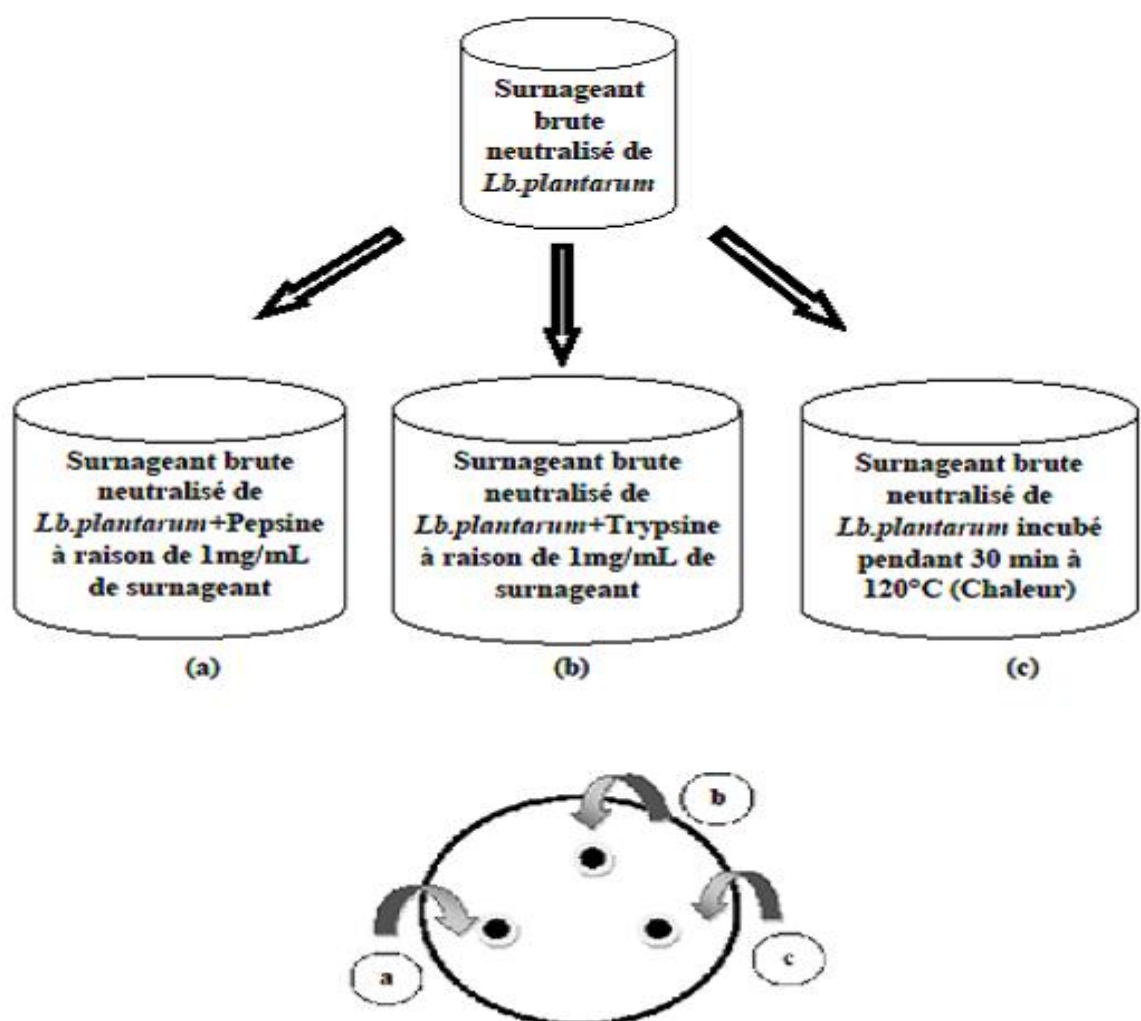 Surnageant
brute
neutralisé de
Lb.plantarum
Surnageant brute
neutralisé de
Lb.plantarum+Pepsine
à raison de 1mg/mL
de surnageant
(a)
Surnageant brute
neutralisé de
Lb.plantarum+Trypsine
à raison de 1mg/mL de
surnageant
(b)
Surnageant brute
neutralisé de
Lb.plantarum incubé
pendant 30 min à
120°C (Chaleur)
(c)
b
a
c